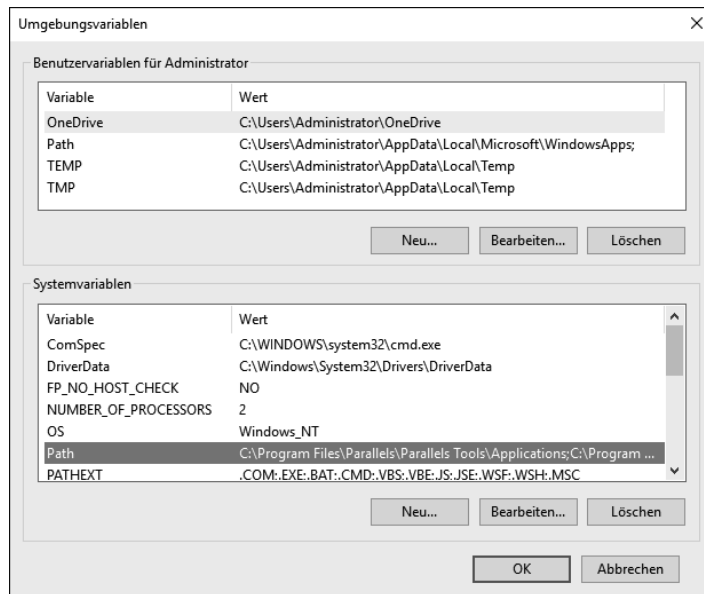 Umgebungsvariablen
Benutzervariablen für Administrator
Variable Wert
OneDrive C:\Users\Administrator\OneDrive
Path C:\Users\Administrator\AppData\Local\Microsoft\WindowsApps;
TEMP C:\Users\Administrator\AppData\Local\Temp
TMP C:\Users\Administrator\AppData\Local\Temp
Neu... Bearbeiten... Löschen
Systemvariablen
Variable Wert
ComSpec C:\WINDOWS\system32\cmd.exe
DriverData C:\Windows\System32\Drivers\DriverData
FP_NO_HOST_CHECK NO
NUMBER_OF_PROCESSORS 2
OS Windows_NT
Path C:\Program Files\Parallels\Parallels Tools\Applications;C:\Program ...
PATHEXT .COM;.EXE;.BAT;.CMD;.VBS;.VBE;.JS;.JSE;.WSF;.WSH;.MSC
Neu... Bearbeiten... Löschen
OK Abbrechen